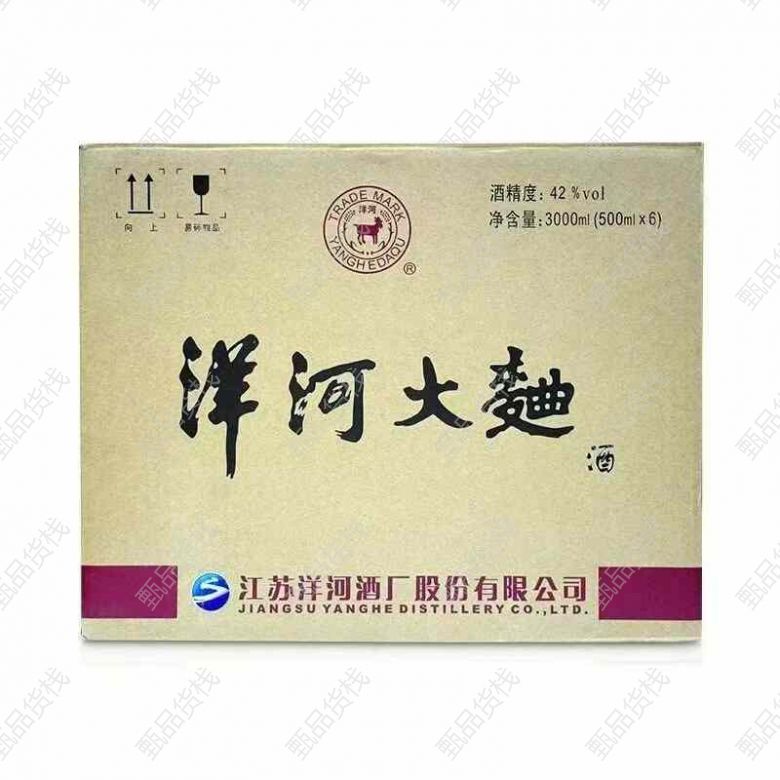 向 上
易碎物品
TRADE MARK
洋河
YANGHEDAQU
®
酒精度: 42 %vol
净含量: 3000ml (500ml x 6)
洋河大麯
酒
江苏洋河酒厂股份有限公司
JIANGSU YANGHE DISTILLERY CO.,LTD.
甄品货栈